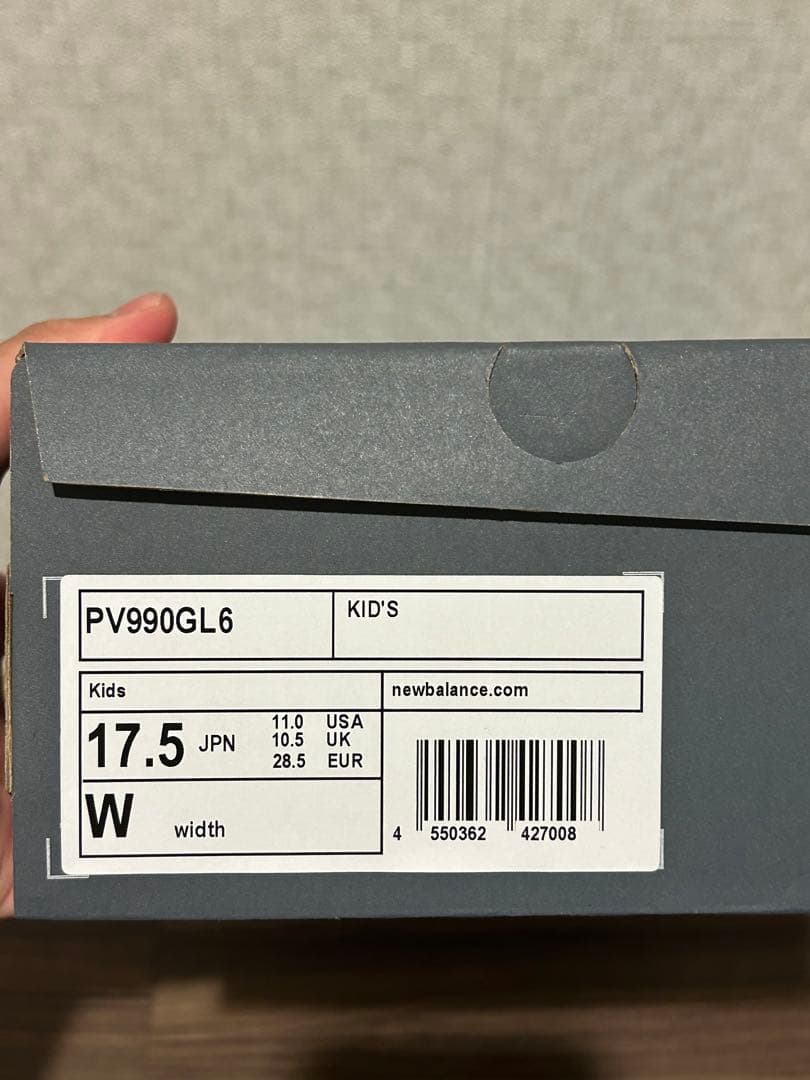 PV990GL6
KID'S
Kids
newbalance.com
17.5 JPN
11.0 USA
10.5 UK
28.5 EUR
W width
4 550362 427008